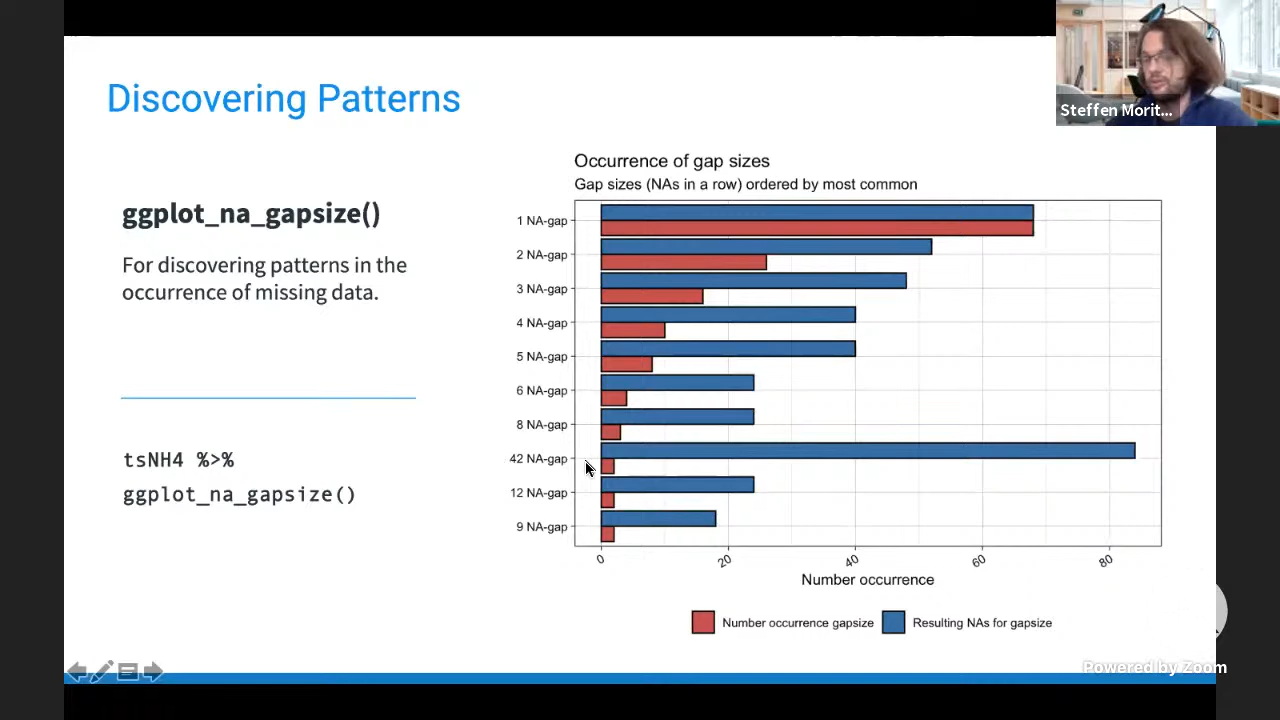 Discovering Patterns
Steffen Morit...
ggplot_na_gapsize()
For discovering patterns in the
occurrence of missing data.
tsNH4 %>%
ggplot_na_gapsize()
Occurrence of gap sizes
Gap sizes (NAs in a row) ordered by most common
1 NA-gap
2 NA-gap
3 NA-gap
4 NA-gap
5 NA-gap
6 NA-gap
8 NA-gap
42 NA-gap
12 NA-gap
9 NA-gap
0 20 40 60 80
Number occurrence
Number occurrence gapsize Resulting NAs for gapsize
Powered by Zoom